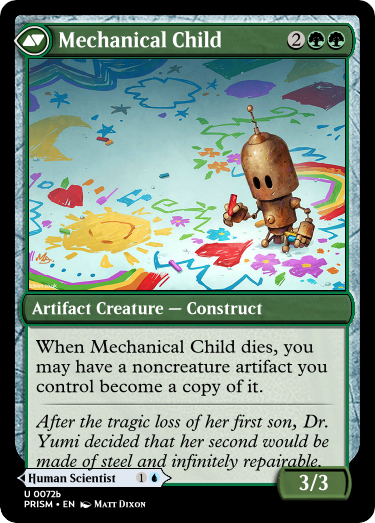 Mechanical Child 2
Artifact Creature — Construct
When Mechanical Child dies, you
may have a noncreature artifact you
control become a copy of it.
After the tragic loss of her first son, Dr.
Yumi decided that her second would be
made of steel and infinitely repairable.
Human Scientist 1
3/3
U 0072b
PRISM • EN Matt Dixon